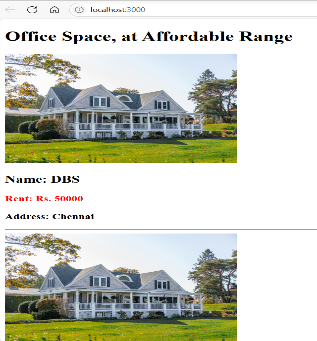 localhost:3000
Office Space, at Affordable Range
Name: DBS
Rent: Rs. 50000
Address: Chennai